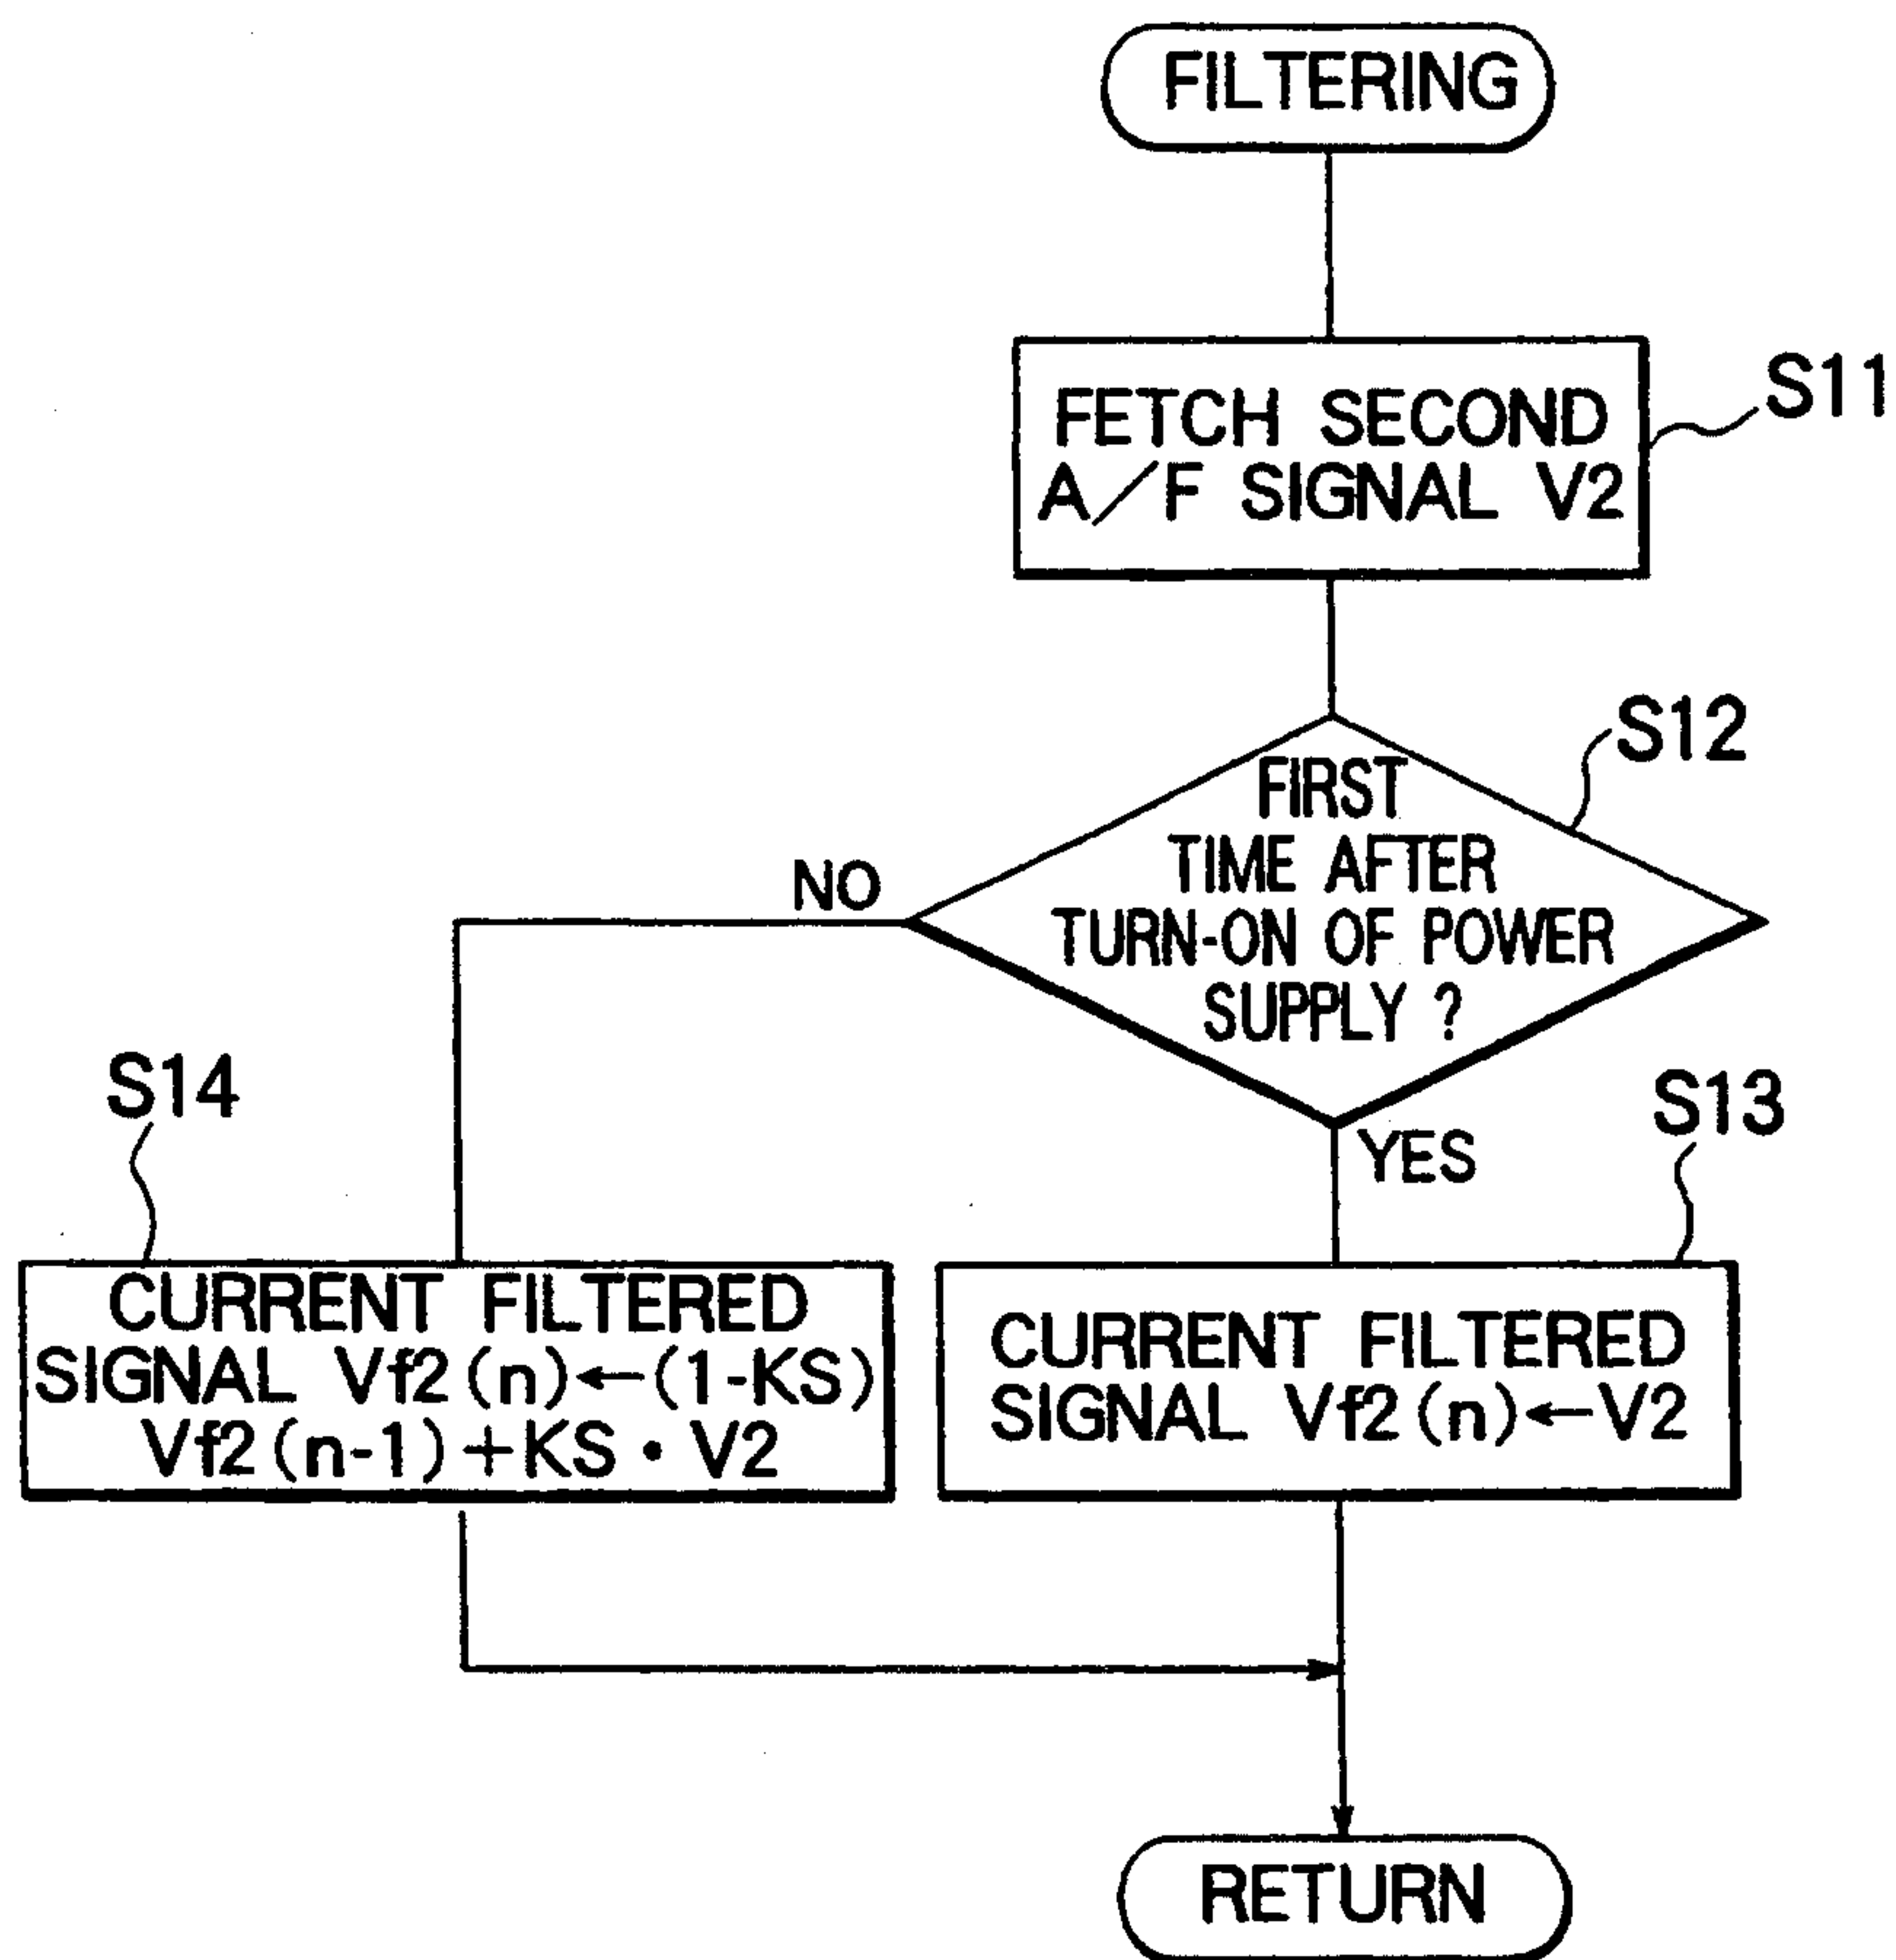 FILTERING
FETCH SECOND
A/F SIGNAL V2
S11
FIRST
TIME AFTER
TURN-ON OF POWER
SUPPLY ?
S12
NO
YES
S14
CURRENT FILTERED
SIGNAL Vf2(n)←(1-KS)
Vf2(n-1)+KS・V2
S13
CURRENT FILTERED
SIGNAL Vf2(n)←V2
RETURN